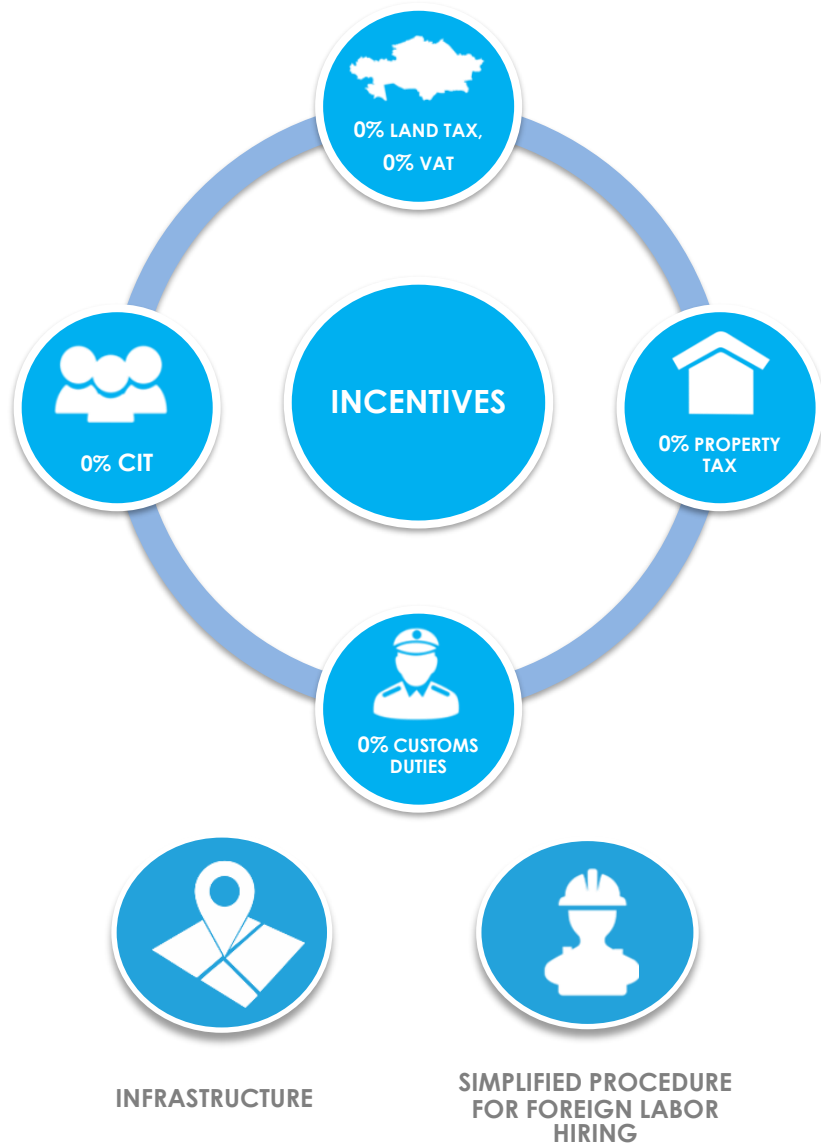 0% LAND TAX,
0% VAT
INCENTIVES
0% CIT
0% PROPERTY
TAX
0% CUSTOMS
DUTIES
INFRASTRUCTURE
SIMPLIFIED PROCEDURE
FOR FOREIGN LABOR
HIRING